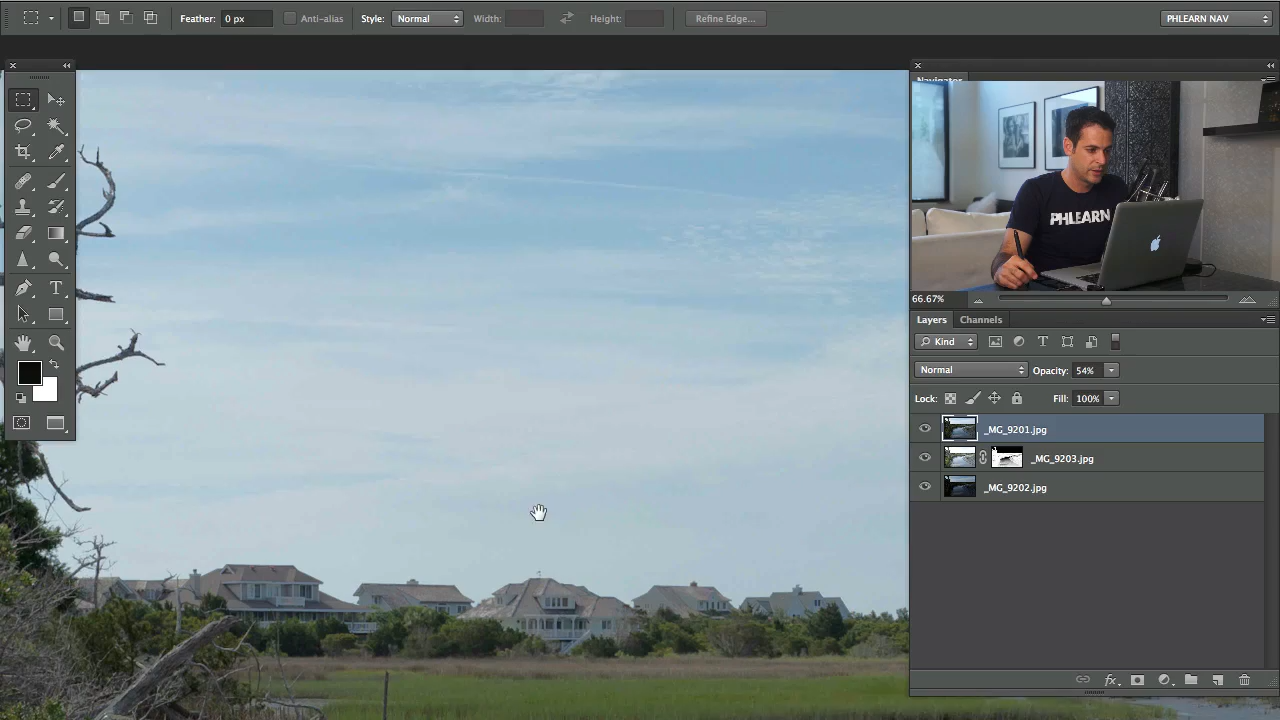 Feather: 0 px Anti-alias Style: Normal Width: Height: Refine Edge... PHLEARN NAV
Navigator
PHLEARN
66.67%
Layers Channels
Kind
Normal Opacity: 54%
Lock: Fill: 100%
_MG_9201.jpg
_MG_9203.jpg
_MG_9202.jpg